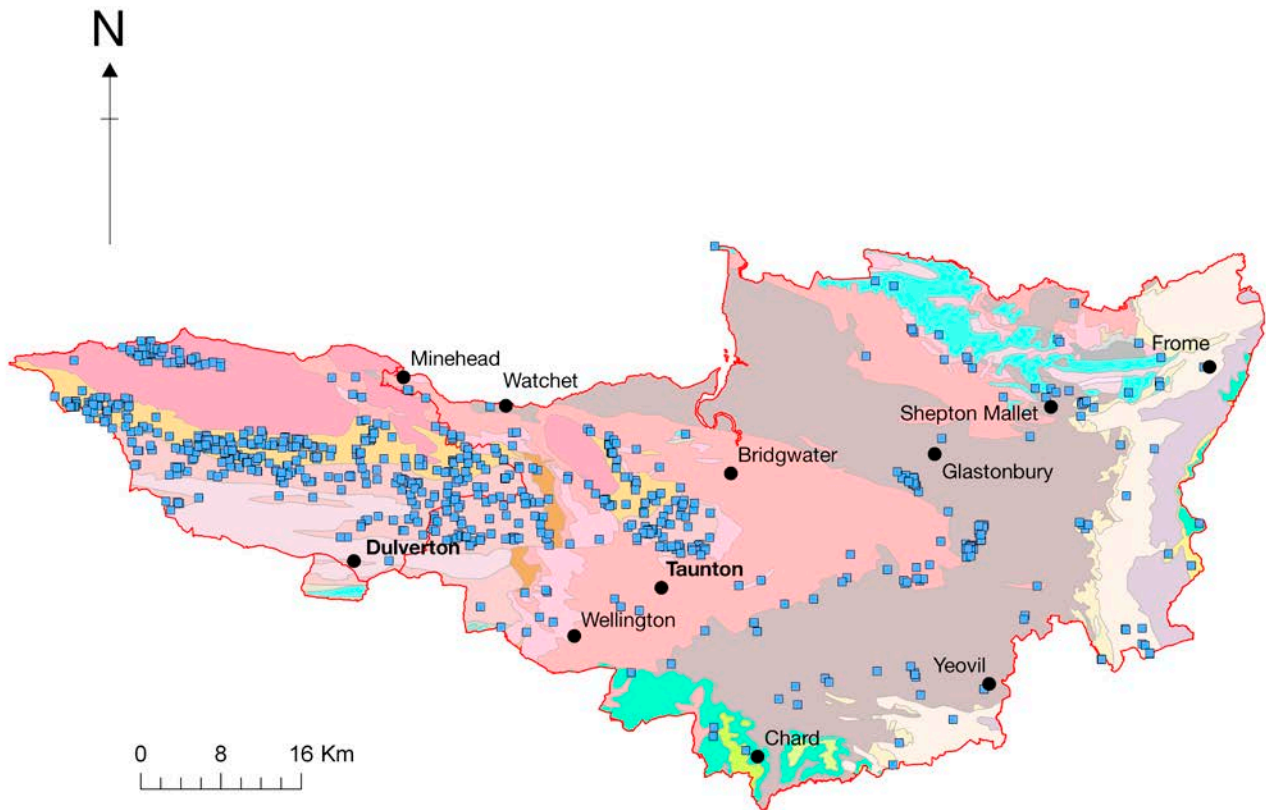 N
Minehead
Watchet
Frome
Shepton Mallet
Glastonbury
Bridgwater
Dulverton
Taunton
Wellington
Yeovil
Chard
0 8 16 Km